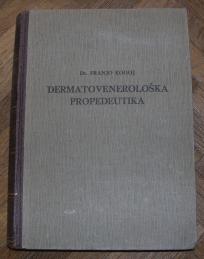 Dr. FRANJO KOGOJ
DERMATOVENEROLOŠKA
PROPEDEUTIKA